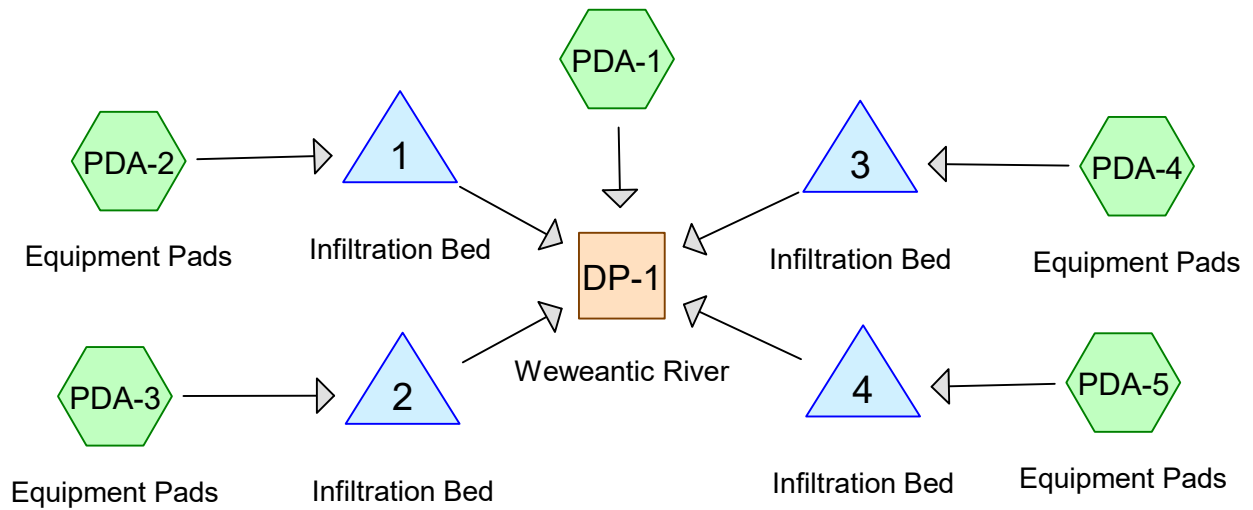 PDA-1
PDA-2
1
3
PDA-4
Equipment Pads
Infiltration Bed
DP-1
Infiltration Bed
Equipment Pads
Weweantic River
PDA-3
2
4
PDA-5
Equipment Pads
Infiltration Bed
Infiltration Bed
Equipment Pads